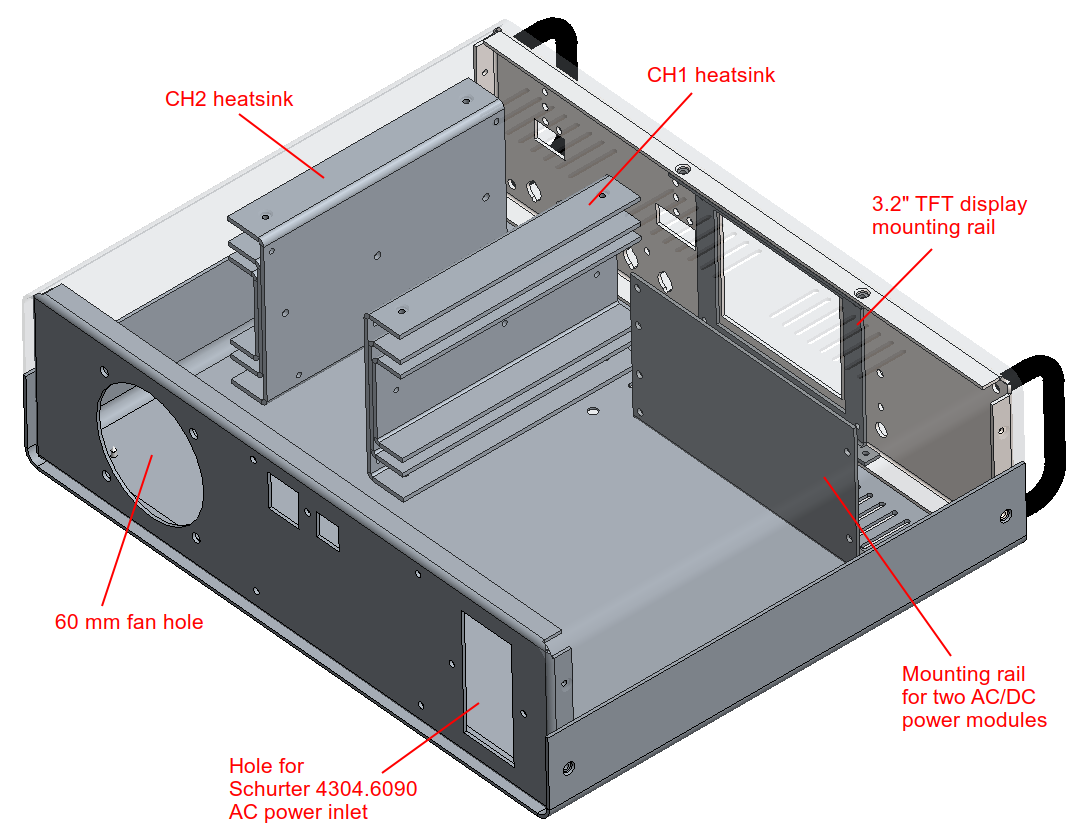 CH1 heatsink
CH2 heatsink
3.2" TFT display
mounting rail
60 mm fan hole
Mounting rail
for two AC/DC
power modules
Hole for
Schurter 4304.6090
AC power inlet